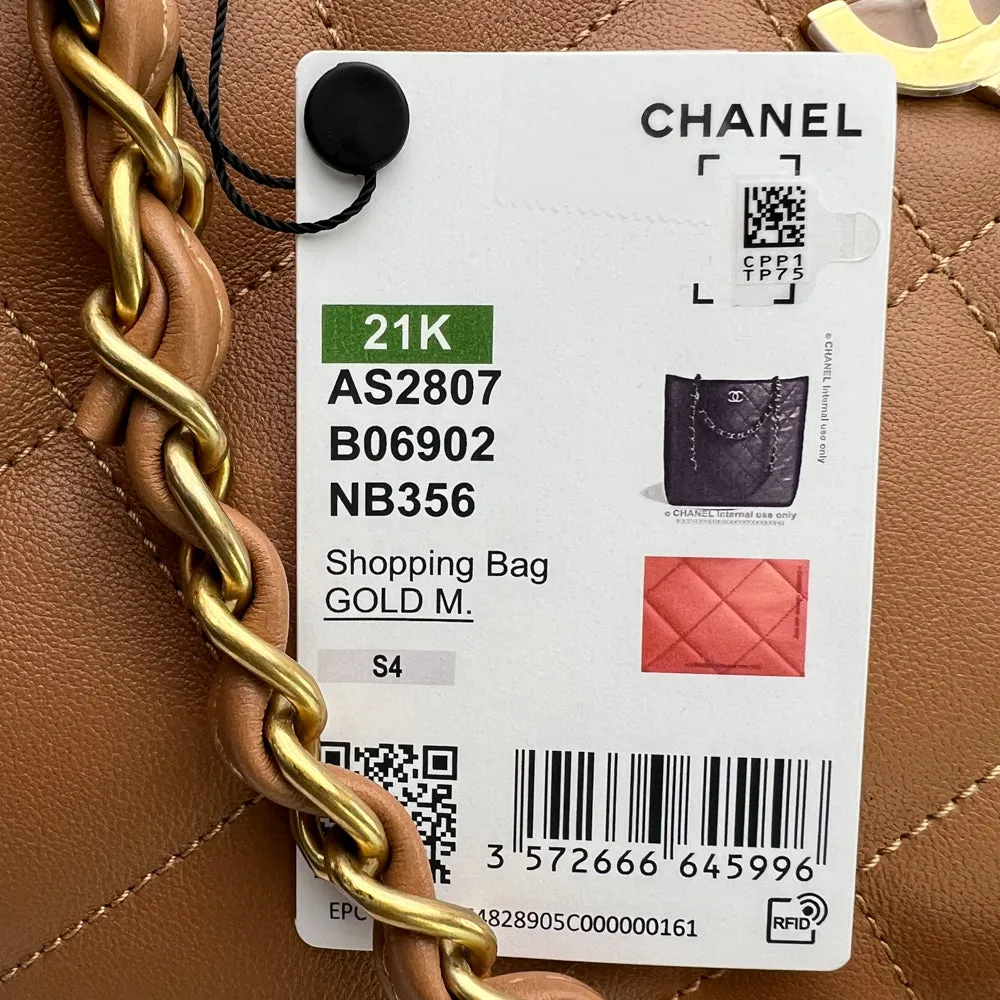 CHANEL
CPP1
TP75
21K
AS2807
B06902
NB356
© CHANEL Internal use only
© CHANEL Internal use only
Shopping Bag
GOLD M.
S4
3 572666 645996
EPC
4828905C000000161
RFID